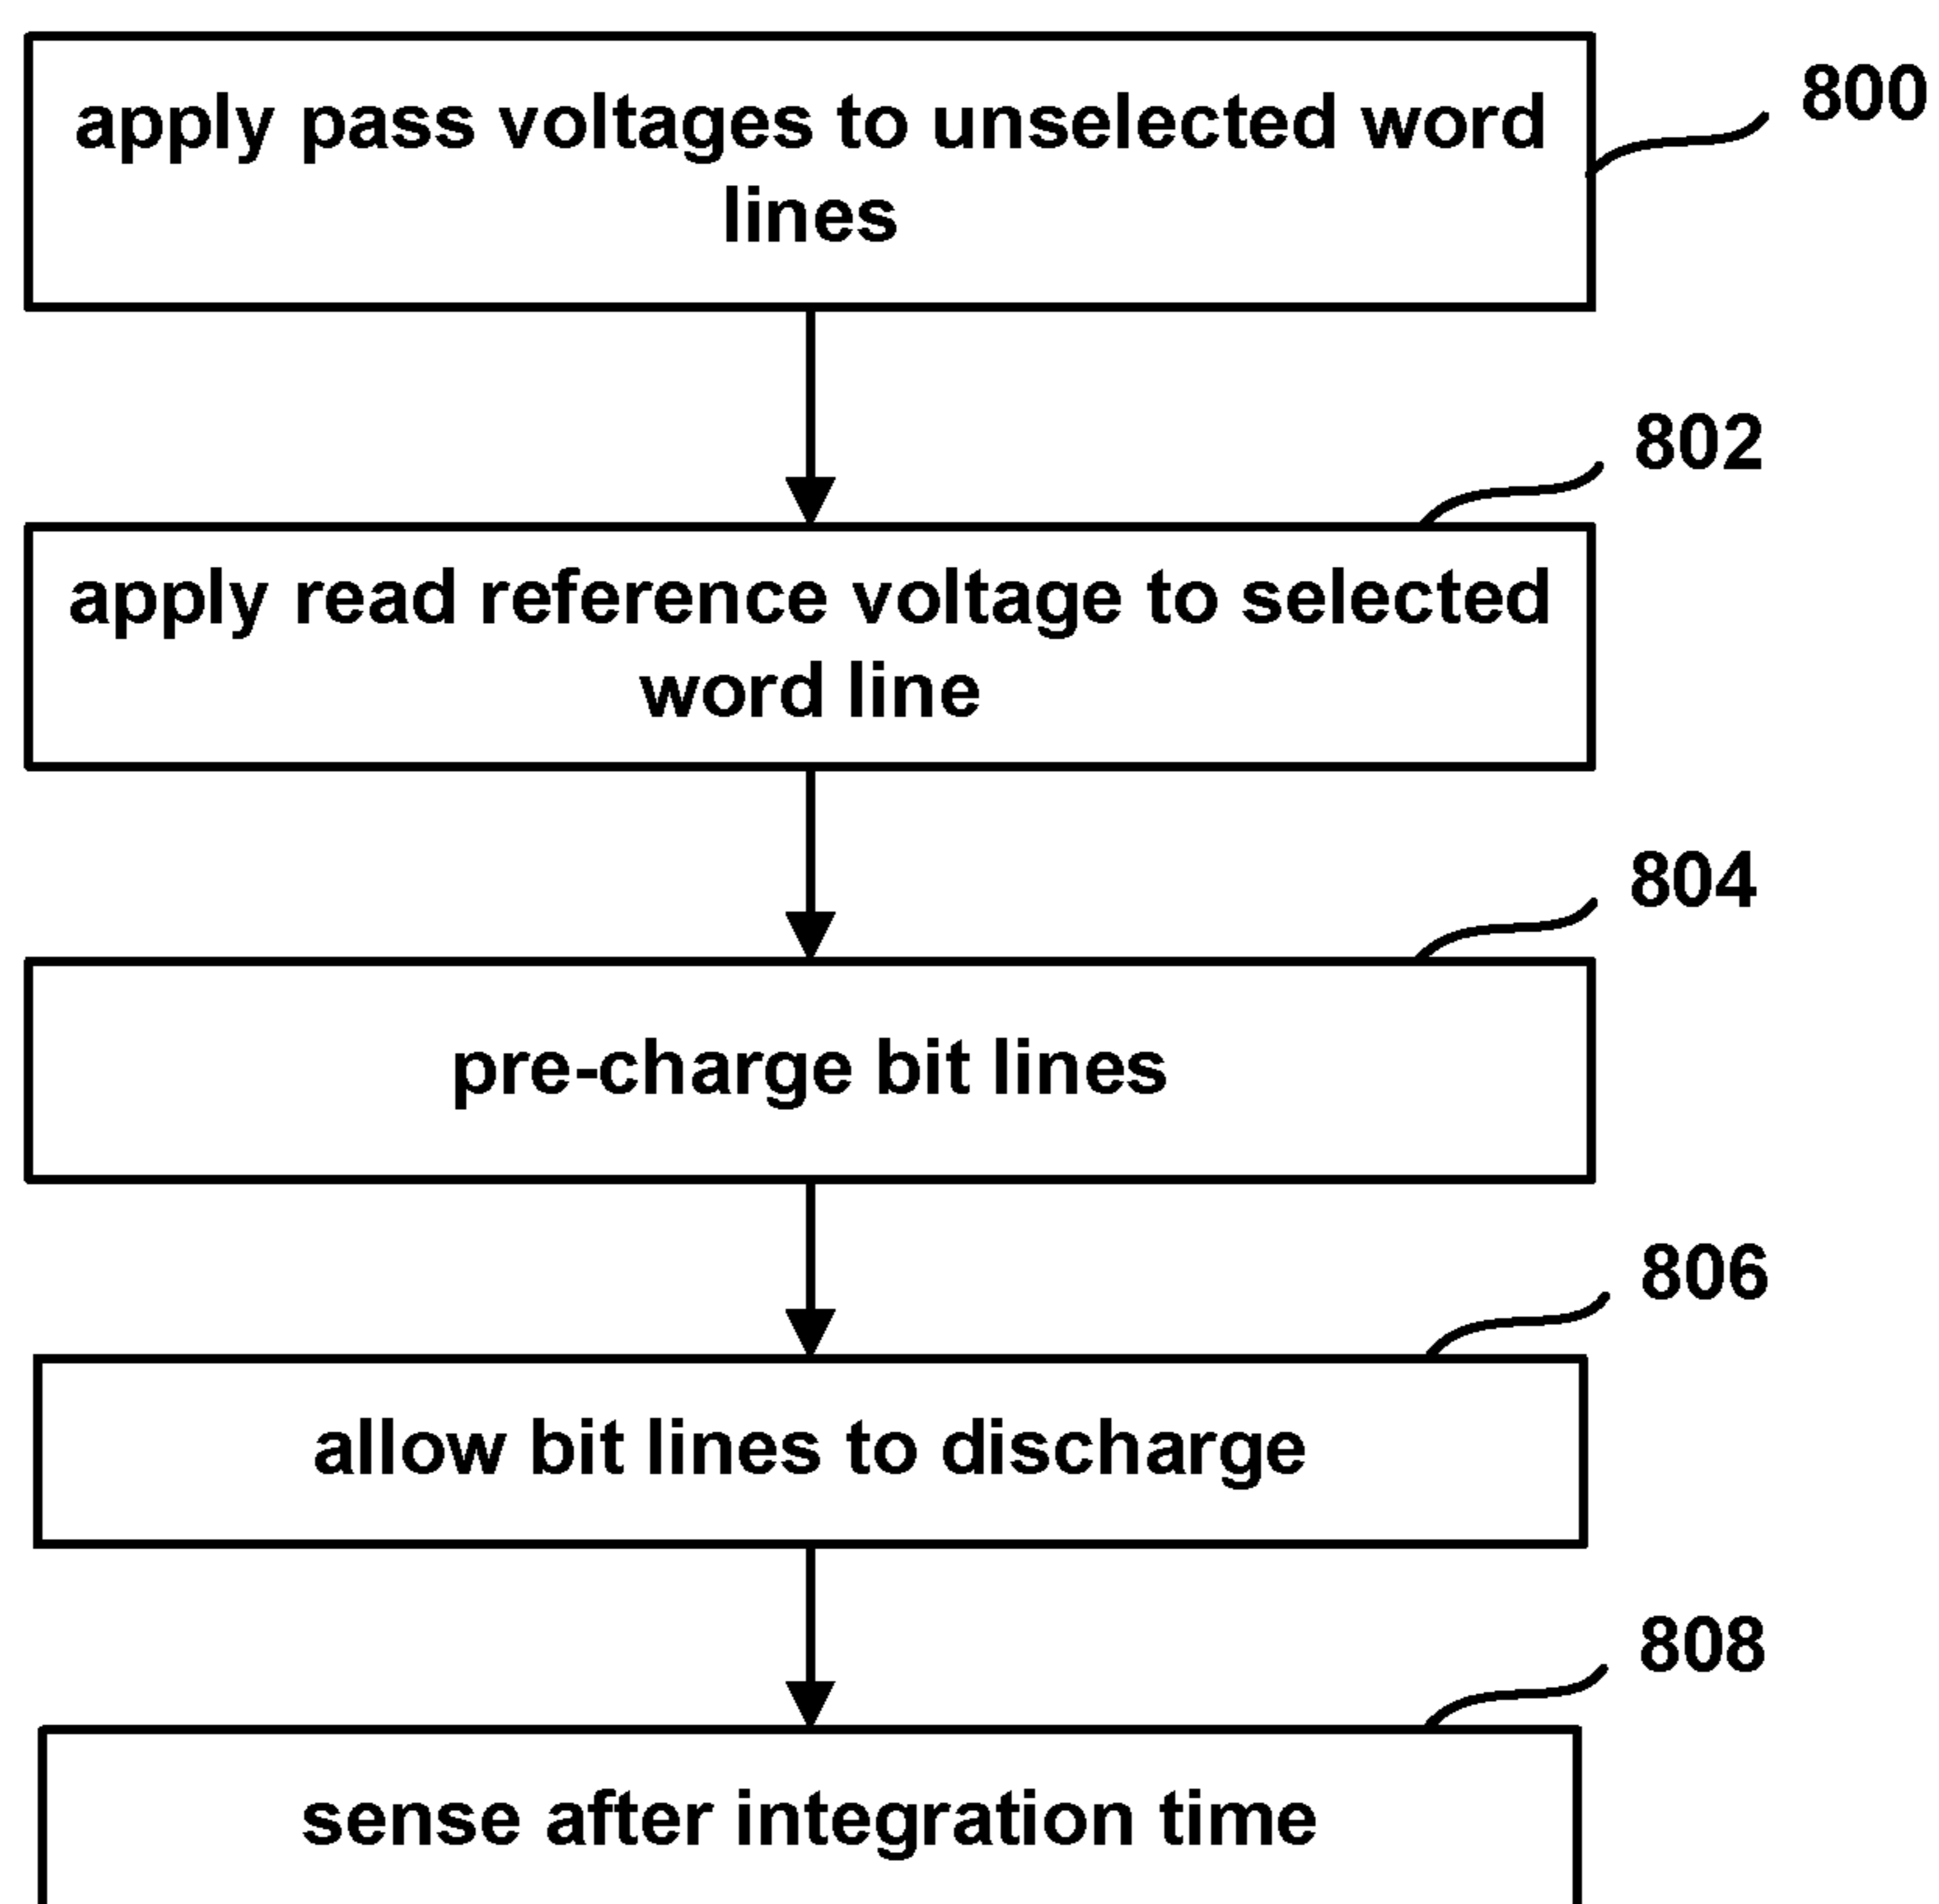 apply pass voltages to unselected word
lines
800
802
apply read reference voltage to selected
word line
804
pre-charge bit lines
806
allow bit lines to discharge
808
sense after integration time